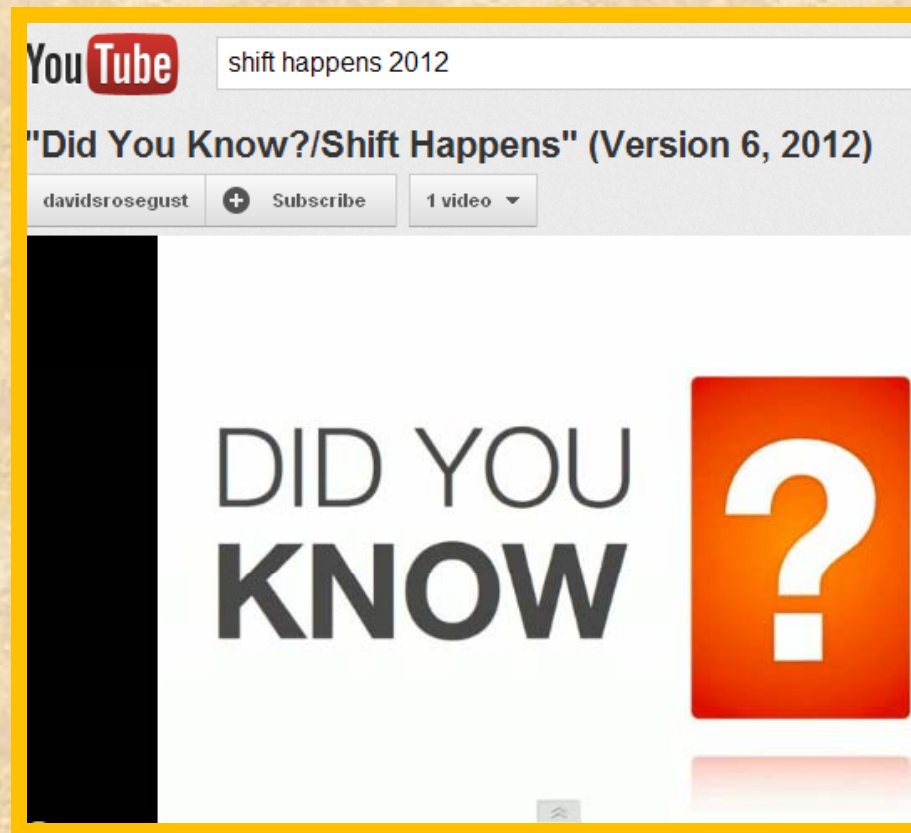 YouTube
shift happens 2012
"Did You Know?/Shift Happens" (Version 6, 2012)
davidsrosegust Subscribe 1 video
DID YOU
KNOW
?